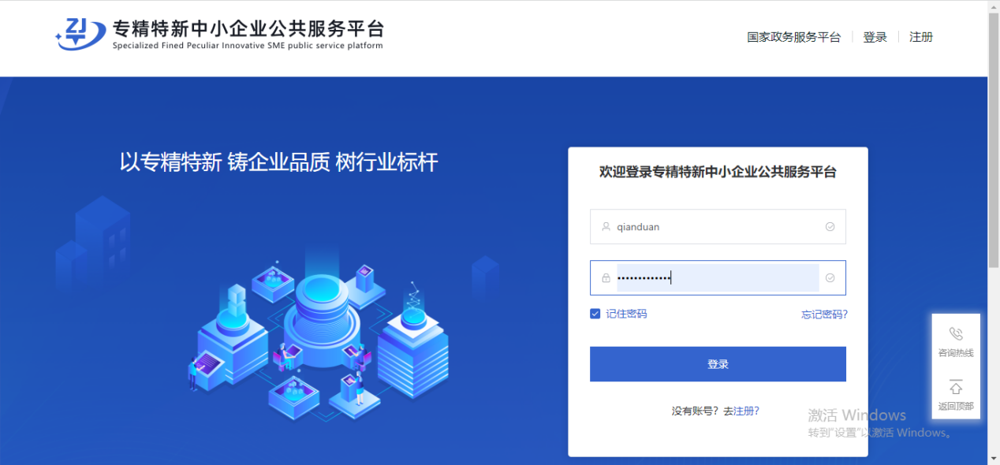 ZJ
专精特新中小企业公共服务平台
Specialized Fined Peculiar Innovative SME public service platform
国家政务服务平台 登录 注册
以专精特新 铸企业品质 树行业标杆
欢迎登录专精特新中小企业公共服务平台
qianduan
•••••••••••••
记住密码 忘记密码?
登录
没有账号？去注册?
咨询热线
返回顶部
激活 Windows
转到"设置"以激活 Windows。